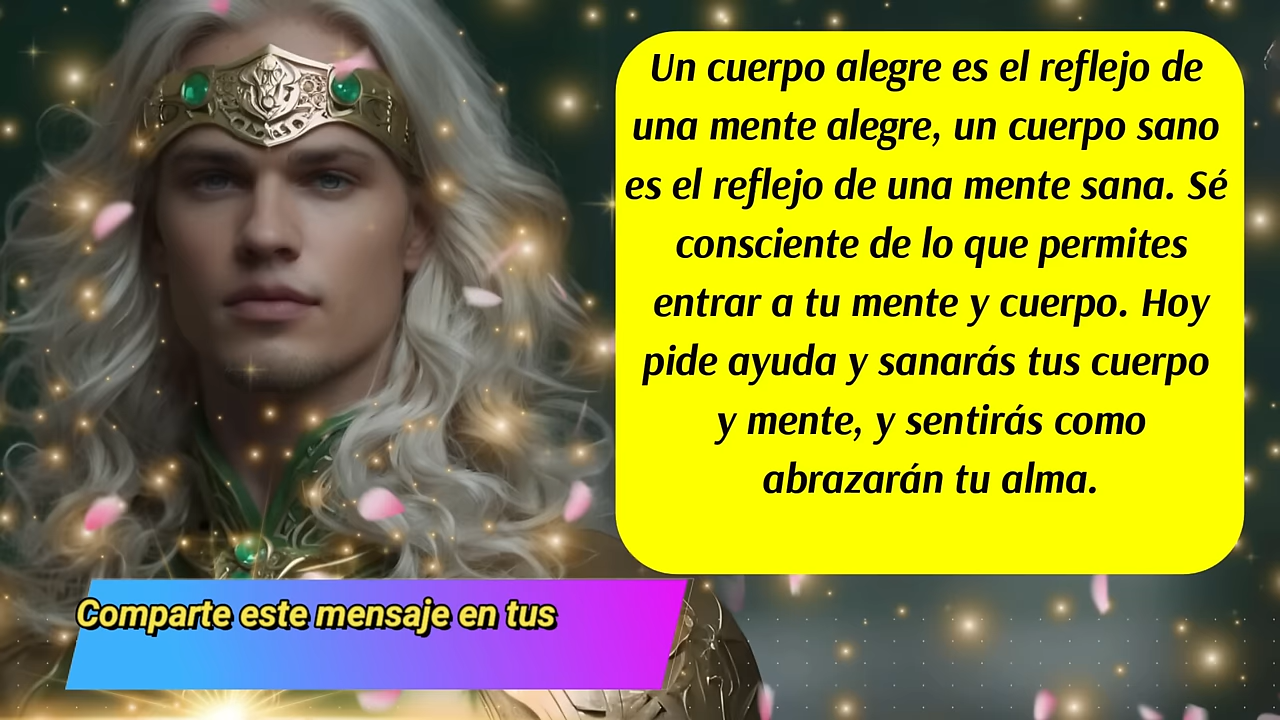 Un cuerpo alegre es el reflejo de
una mente alegre, un cuerpo sano
es el reflejo de una mente sana. Sé
consciente de lo que permites
entrar a tu mente y cuerpo. Hoy
pide ayuda y sanarás tus cuerpo
y mente, y sentirás como
abrazarán tu alma.
Comparte este mensaje en tus